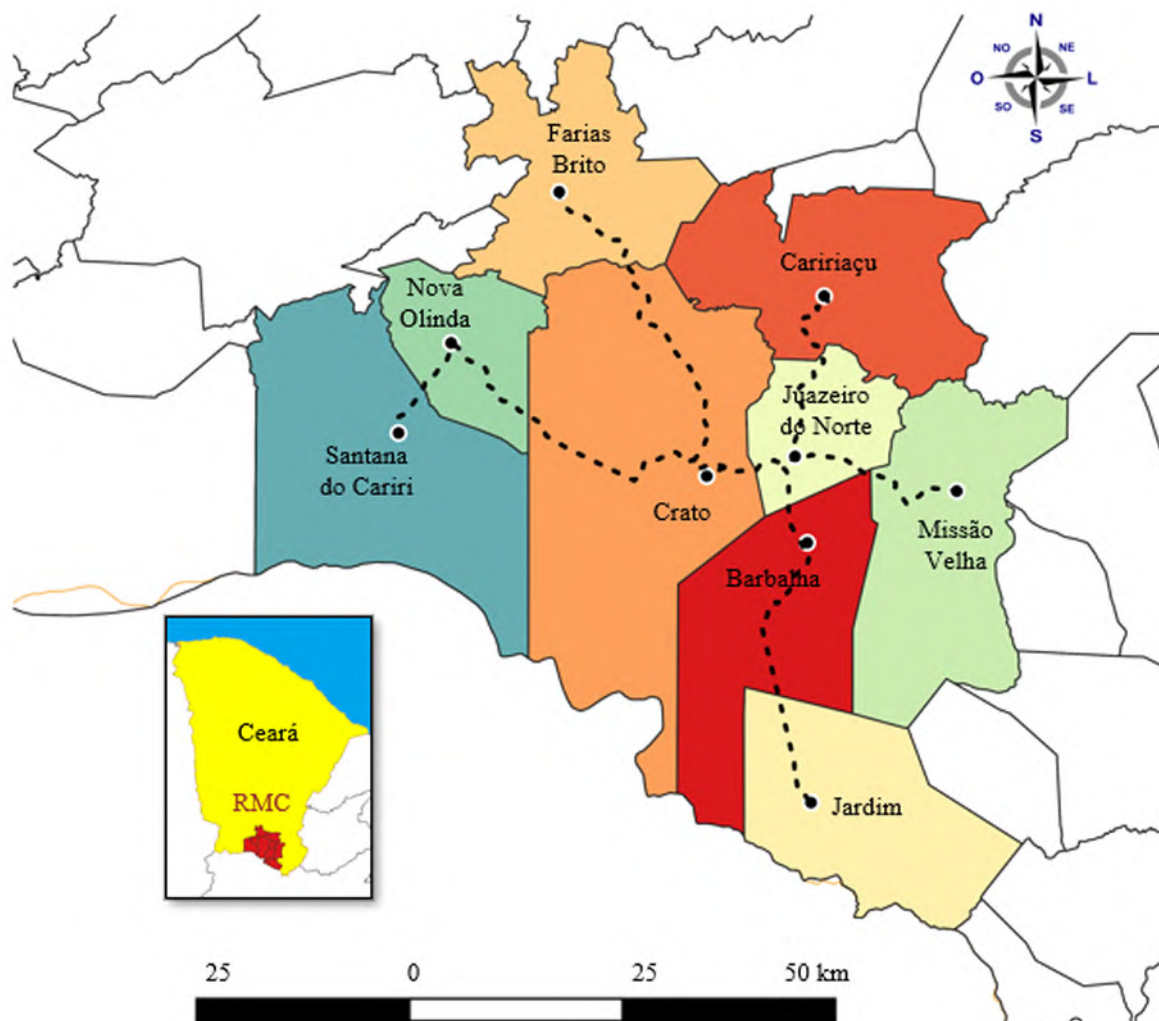 N
NO
NE
O
L
SO
SE
S
Farias
Brito
Caririaçu
Nova
Olinda
Juazeiro
do Norte
Santana
do Cariri
Crato
Missão
Velha
Barbalha
Ceará
RMC
Jardim
25
0
25
50 km